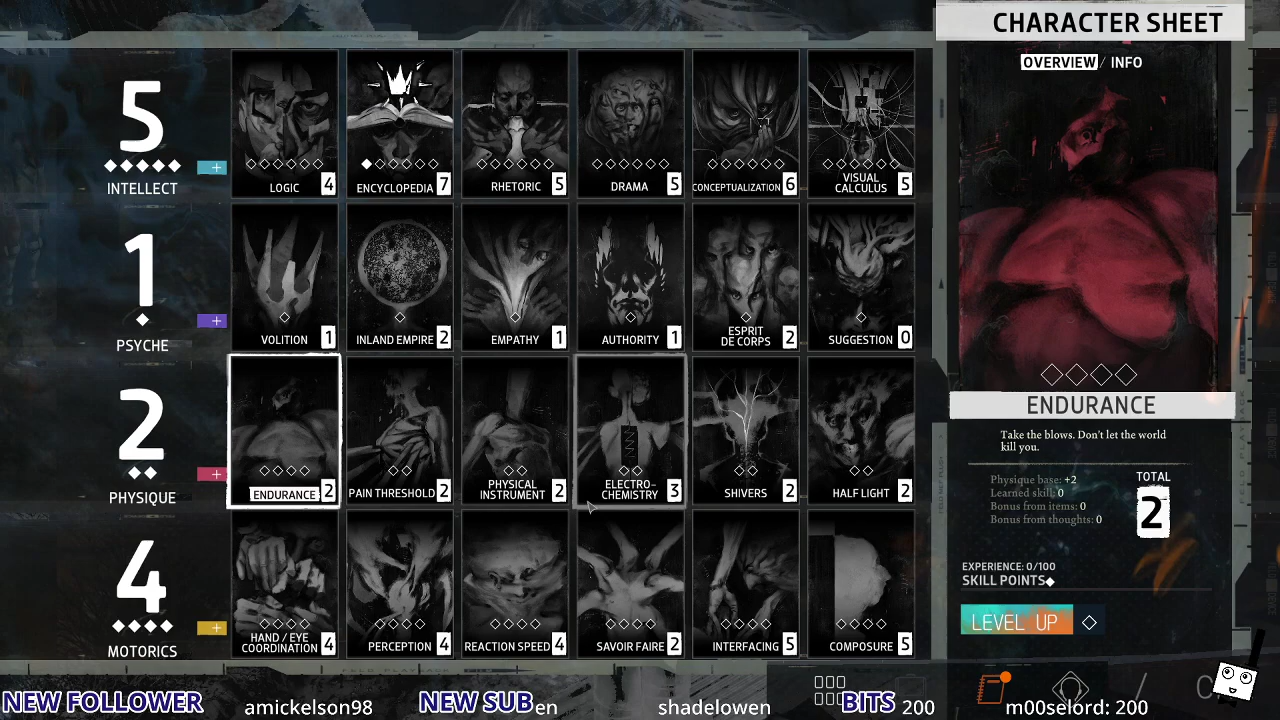 CHARACTER SHEET
OVERVIEW / INFO
5
INTELLECT
+
LOGIC 4
ENCYCLOPEDIA 7
RHETORIC 5
DRAMA 5
CONCEPTUALIZATION 6
VISUAL
CALCULUS 5
1
PSYCHE
+
VOLITION 1
INLAND EMPIRE 2
EMPATHY 1
AUTHORITY 1
ESPRIT
DE CORPS 2
SUGGESTION 0
2
PHYSIQUE
+
ENDURANCE 2
PAIN THRESHOLD 2
PHYSICAL
INSTRUMENT 2
ELECTRO-
CHEMISTRY 3
SHIVERS 2
HALF LIGHT 2
4
MOTORICS
+
HAND / EYE
COORDINATION 4
PERCEPTION 4
REACTION SPEED 4
SAVOIR FAIRE 2
INTERFACING 5
COMPOSURE 5
ENDURANCE
Take the blows. Don't let the world
kill you.
Physique base: +2
Learned skill: 0
Bonus from items: 0
Bonus from thoughts: 0
TOTAL
2
EXPERIENCE: 0/100
SKILL POINTS
LEVEL UP
NEW FOLLOWER amickelson98 NEW SUB en shadelowen BITS 200 m00selord: 200